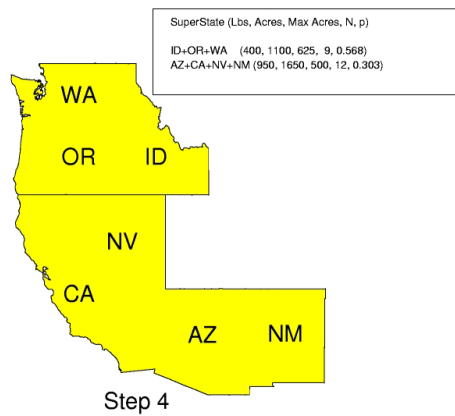 SuperState (Lbs, Acres, Max Acres, N, p)
ID+OR+WA (400, 1100, 625, 9, 0.568)
AZ+CA+NV+NM (950, 1650, 500, 12, 0.303)
WA
OR ID
NV
CA
AZ NM
Step 4